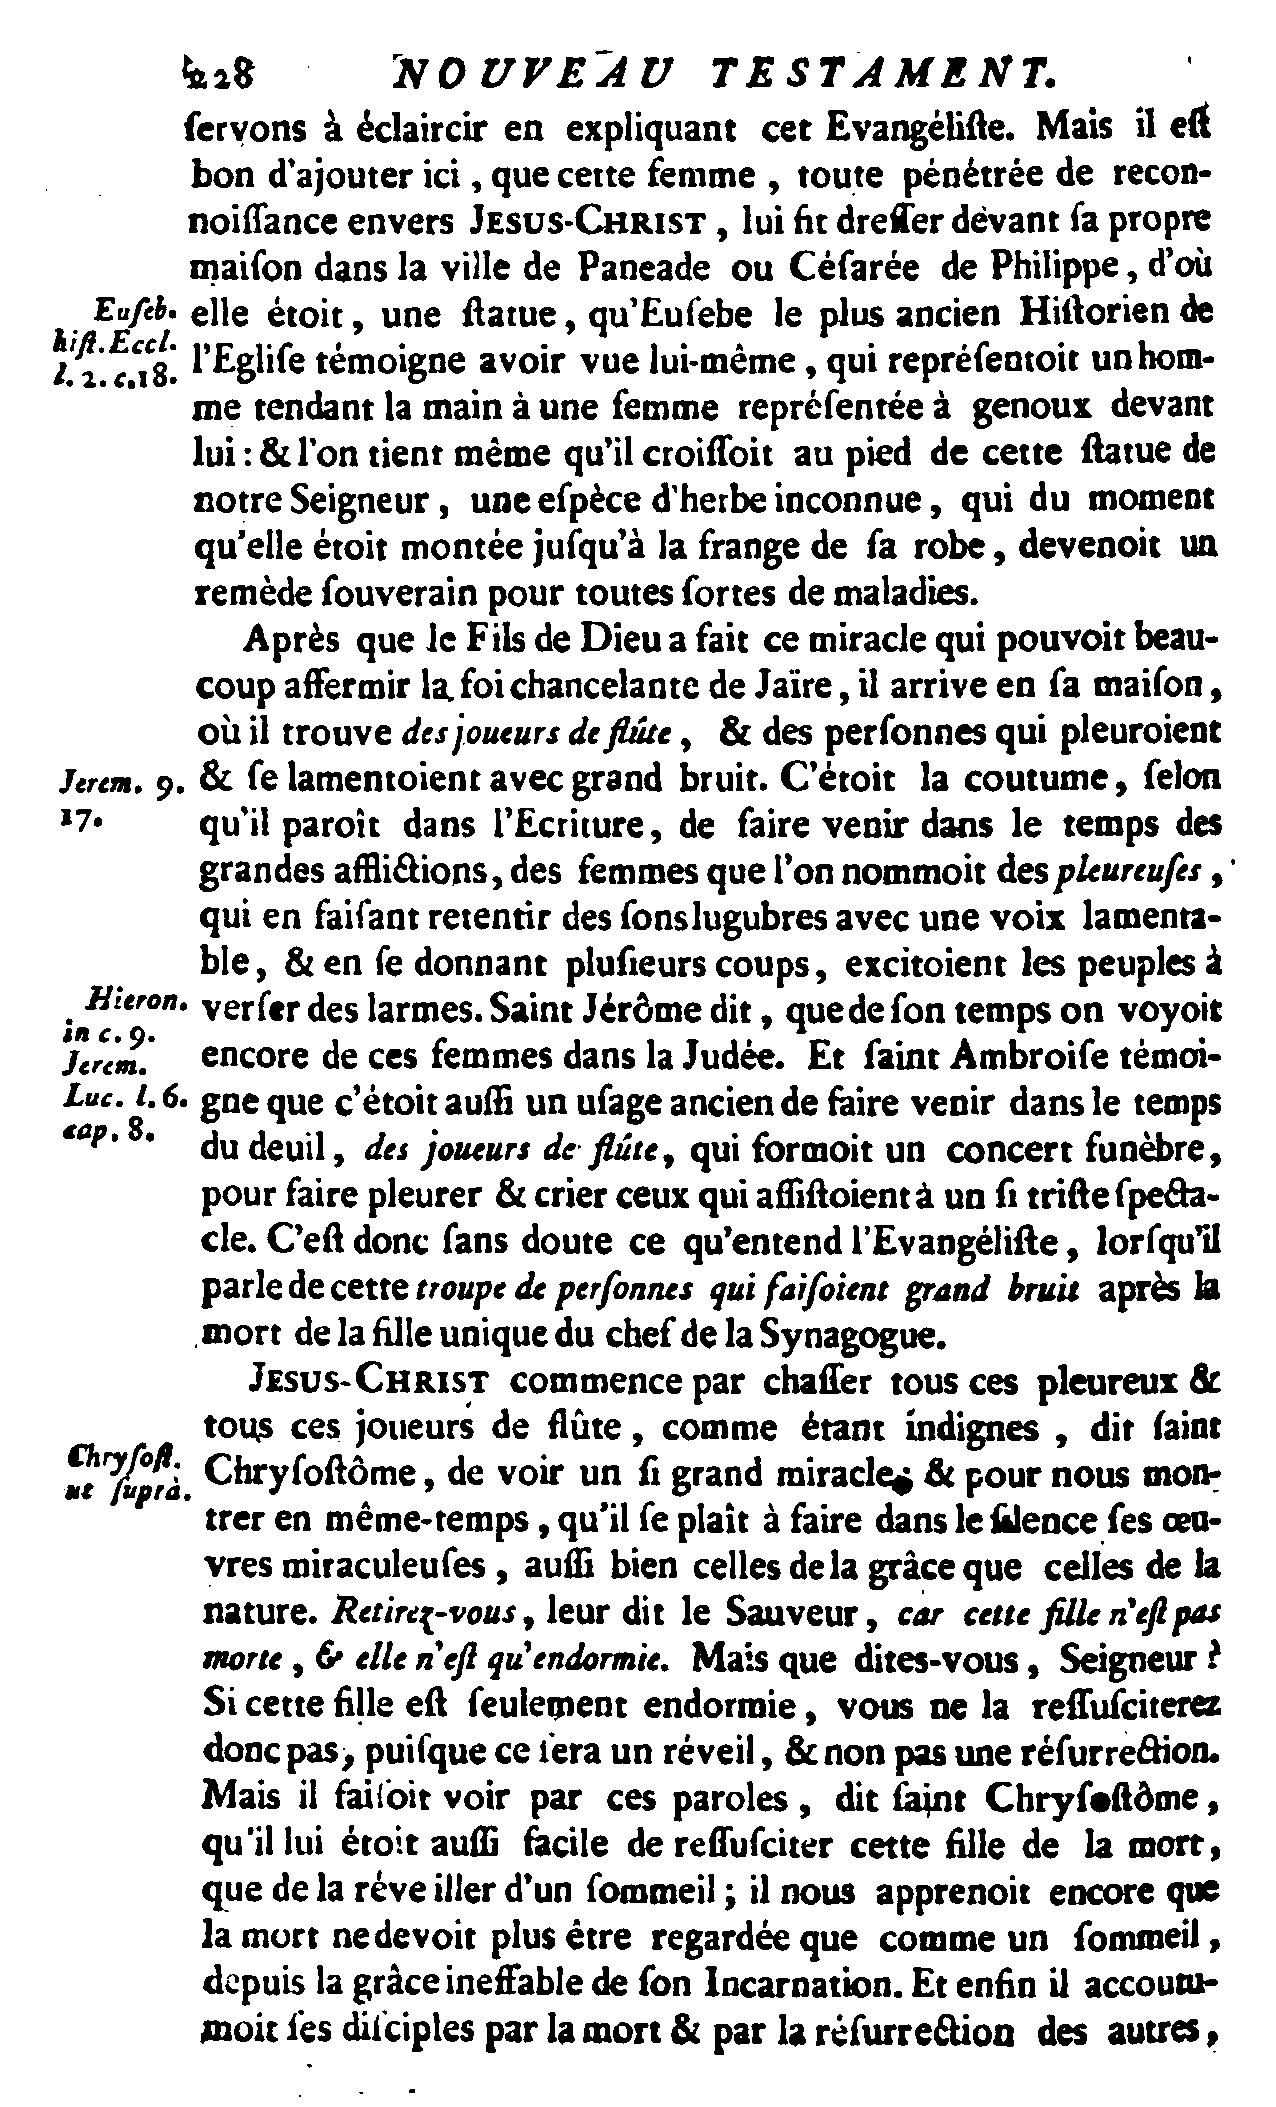 228 NOUVEAU TESTAMENT.
ſervons à éclaircir en expliquant cet Evangéliſte. Mais il eſt
bon d'ajouter ici, que cette femme, toute pénétrée de recon-
noiſſance envers JESUS-CHRIST, lui fit dreſſer dévant ſa propre
maiſon dans la ville de Paneade ou Céſarée de Philippe, d'où
Euſeb. elle étoit, une ſtatue, qu'Euſebe le plus ancien Hiſtorien de
hiſt. Eccl.
l. 2. c. 18.
l'Egliſe témoigne avoir vue lui-même, qui repréſentoit un hom-
me tendant la main à une femme repréſentée à genoux devant
lui : & l'on tient même qu'il croiſſoit au pied de cette ſtatue de
notre Seigneur, une eſpèce d'herbe inconnue, qui du moment
qu'elle étoit montée juſqu'à la frange de ſa robe, devenoit un
remède ſouverain pour toutes ſortes de maladies.
Après que le Fils de Dieu a fait ce miracle qui pouvoit beau-
coup affermir la foi chancelante de Jaïre, il arrive en ſa maiſon,
où il trouve des joueurs de flûte, & des perſonnes qui pleuroient
Jerem. 9. & ſe lamentoient avec grand bruit. C'étoit la coutume, ſelon
17. qu'il paroît dans l'Ecriture, de faire venir dans le temps des
grandes afflictions, des femmes que l'on nommoit des pleureuſes,
qui en faiſant retentir des ſons lugubres avec une voix lamenta-
ble, & en ſe donnant pluſieurs coups, excitoient les peuples à
Hieron. verſer des larmes. Saint Jérôme dit, que de ſon temps on voyoit
in c. 9.
Jerem. encore de ces femmes dans la Judée. Et ſaint Ambroiſe témoi-
Luc. l. 6. gne que c'étoit auſſi un uſage ancien de faire venir dans le temps
cap. 8. du deuil, des joueurs de flûte, qui formoit un concert funèbre,
pour faire pleurer & crier ceux qui aſſiſtoient à un ſi triſte ſpecta-
cle. C'eſt donc ſans doute ce qu'entend l'Evangéliſte, lorſqu'il
parle de cette troupe de perſonnes qui faiſoient grand bruit après la
mort de la fille unique du chef de la Synagogue.
JESUS-CHRIST commence par chaſſer tous ces pleureux &
tous ces joueurs de flûte, comme étant indignes, dit ſaint
Chryſoſt.
ut ſuprà.
Chryſoſtôme, de voir un ſi grand miracle; & pour nous mon-
trer en même-temps, qu'il ſe plaît à faire dans le ſilence ſes œu-
vres miraculeuſes, auſſi bien celles de la grâce que celles de la
nature. Retirez-vous, leur dit le Sauveur, car cette fille n'eſt pas
morte, & elle n'eſt qu'endormie. Mais que dites-vous, Seigneur ?
Si cette fille eſt ſeulement endormie, vous ne la reſſuſciterez
donc pas, puiſque ce ſera un réveil, & non pas une réſurrection.
Mais il faiſoit voir par ces paroles, dit ſaint Chryſoſtôme,
qu'il lui étoit auſſi facile de reſſuſciter cette fille de la mort,
que de la réveiller d'un ſommeil ; il nous apprenoit encore que
la mort ne devoit plus être regardée que comme un ſommeil,
depuis la grâce ineffable de ſon Incarnation. Et enfin il accoutu-
moit ſes diſciples par la mort & par la réſurrection des autres,